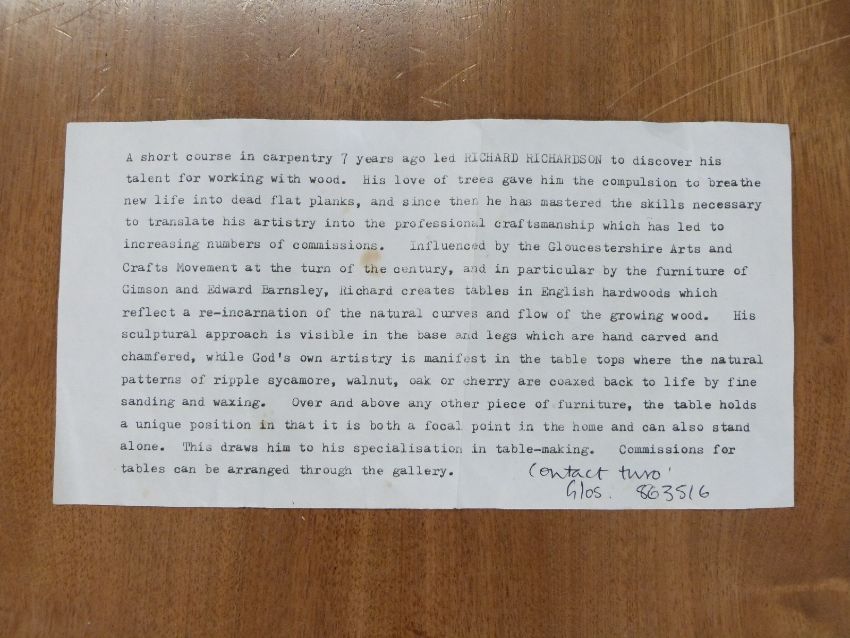 A short course in carpentry 7 years ago led RICHARD RICHARDSON to discover his
talent for working with wood. His love of trees gave him the compulsion to breathe
new life into dead flat planks, and since then he has mastered the skills necessary
to translate his artistry into the professional craftsmanship which has led to
increasing numbers of commissions. Influenced by the Gloucestershire Arts and
Crafts Movement at the turn of the century, and in particular by the furniture of
Gimson and Edward Barnsley, Richard creates tables in English hardwoods which
reflect a re-incarnation of the natural curves and flow of the growing wood. His
sculptural approach is visible in the base and legs which are hand carved and
chamfered, while God's own artistry is manifest in the table tops where the natural
patterns of ripple sycamore, walnut, oak or cherry are coaxed back to life by fine
sanding and waxing. Over and above any other piece of furniture, the table holds
a unique position in that it is both a focal point in the home and can also stand
alone. This draws him to his specialisation in table-making. Commissions for
tables can be arranged through the gallery. Contact thro'
Glos. 863516